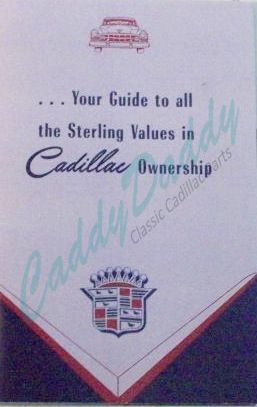 ... Your Guide to all
the Sterling Values in
Cadillac Ownership
Caddy Daddy
Classic Cadillac Parts